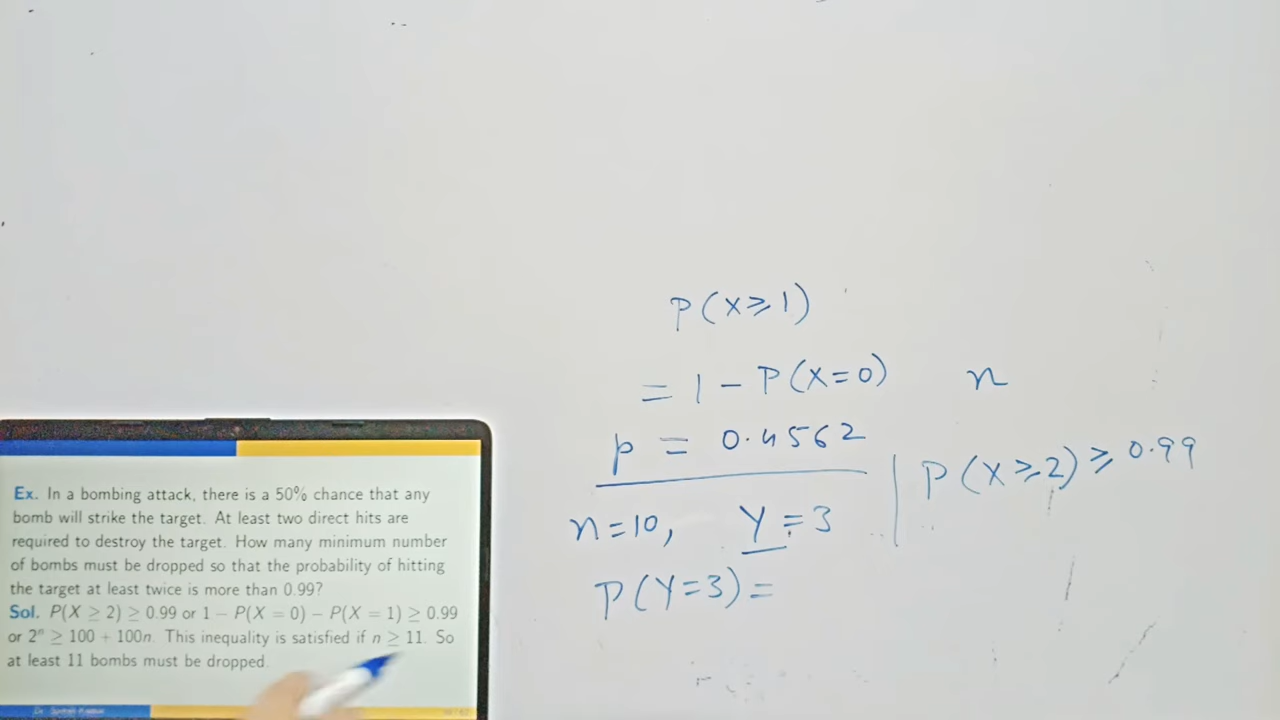 P(X≥1)
= 1 − P(X=0)
n
p = 0.4562
P(X≥2) ≥ 0.99
n=10, Y=3
P(Y=3) =
Ex. In a bombing attack, there is a 50% chance that any
bomb will strike the target. At least two direct hits are
required to destroy the target. How many minimum number
of bombs must be dropped so that the probability of hitting
the target at least twice is more than 0.99?
Sol. P(X ≥ 2) ≥ 0.99 or 1 − P(X = 0) − P(X = 1) ≥ 0.99
or 2ⁿ ≥ 100 + 100n. This inequality is satisfied if n ≥ 11. So
at least 11 bombs must be dropped.